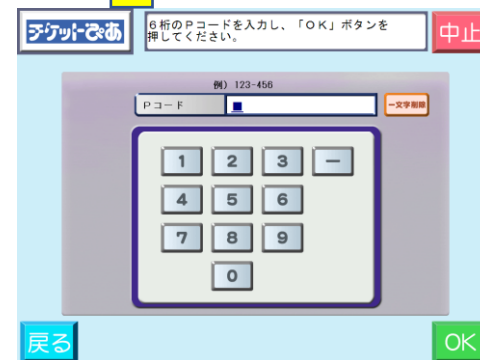 チケットぴあ
6桁のPコードを入力し、「OK」ボタンを
押してください。
中止
例) 123-456
Pコード
一文字削除
1 2 3 ー
4 5 6
7 8 9
0
戻る
OK